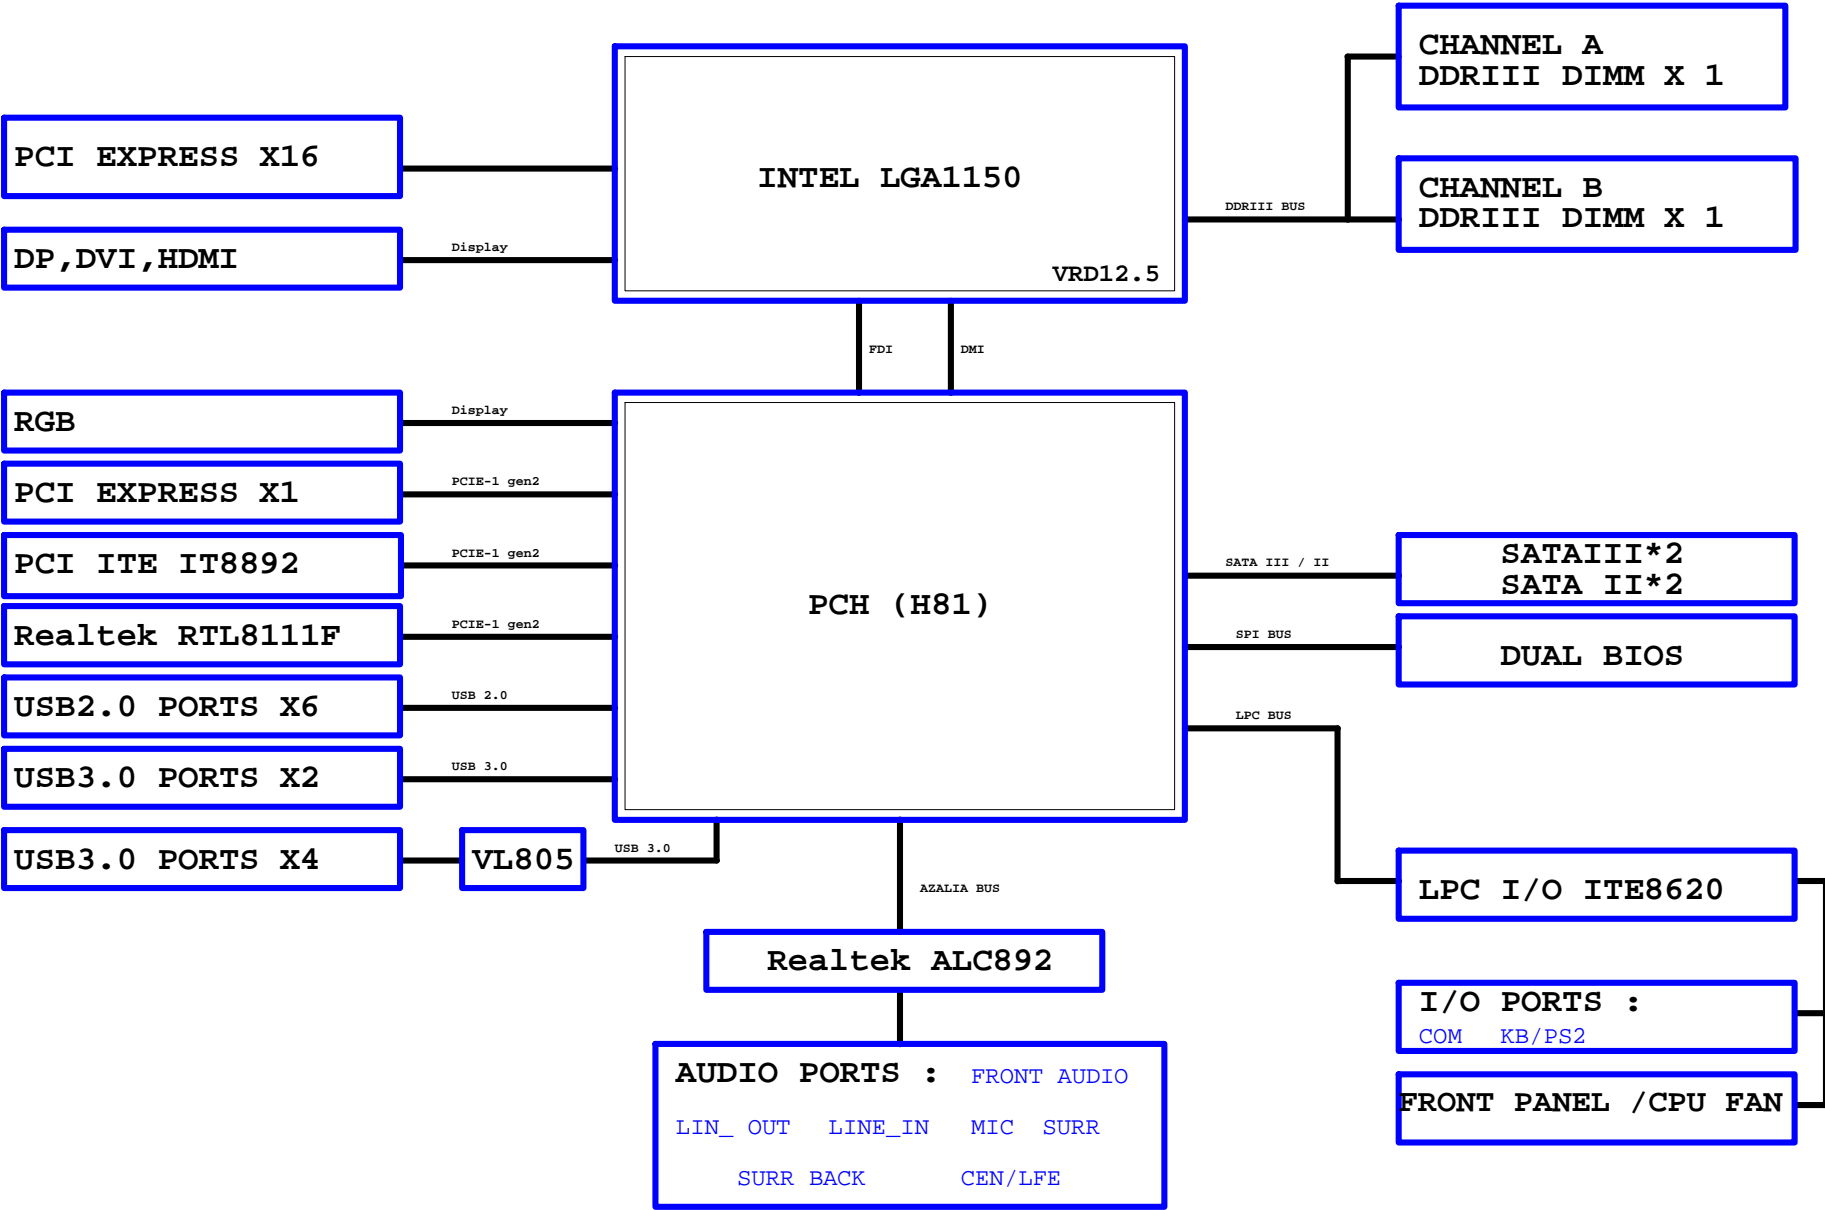 CHANNEL A
DDRIII DIMM X 1
PCI EXPRESS X16
INTEL LGA1150
CHANNEL B
DDRIII DIMM X 1
DDRIII BUS
DP,DVI,HDMI
Display
VRD12.5
FDI
DMI
RGB
Display
PCI EXPRESS X1
PCIE-1 gen2
PCI ITE IT8892
PCIE-1 gen2
SATA III / II
SATAIII*2
SATA II*2
PCH (H81)
Realtek RTL8111F
PCIE-1 gen2
SPI BUS
DUAL BIOS
USB2.0 PORTS X6
USB 2.0
LPC BUS
USB3.0 PORTS X2
USB 3.0
USB3.0 PORTS X4
VL805
USB 3.0
AZALIA BUS
LPC I/O ITE8620
Realtek ALC892
I/O PORTS :
COM KB/PS2
AUDIO PORTS : FRONT AUDIO
LIN_ OUT LINE_IN MIC SURR
SURR BACK CEN/LFE
FRONT PANEL /CPU FAN